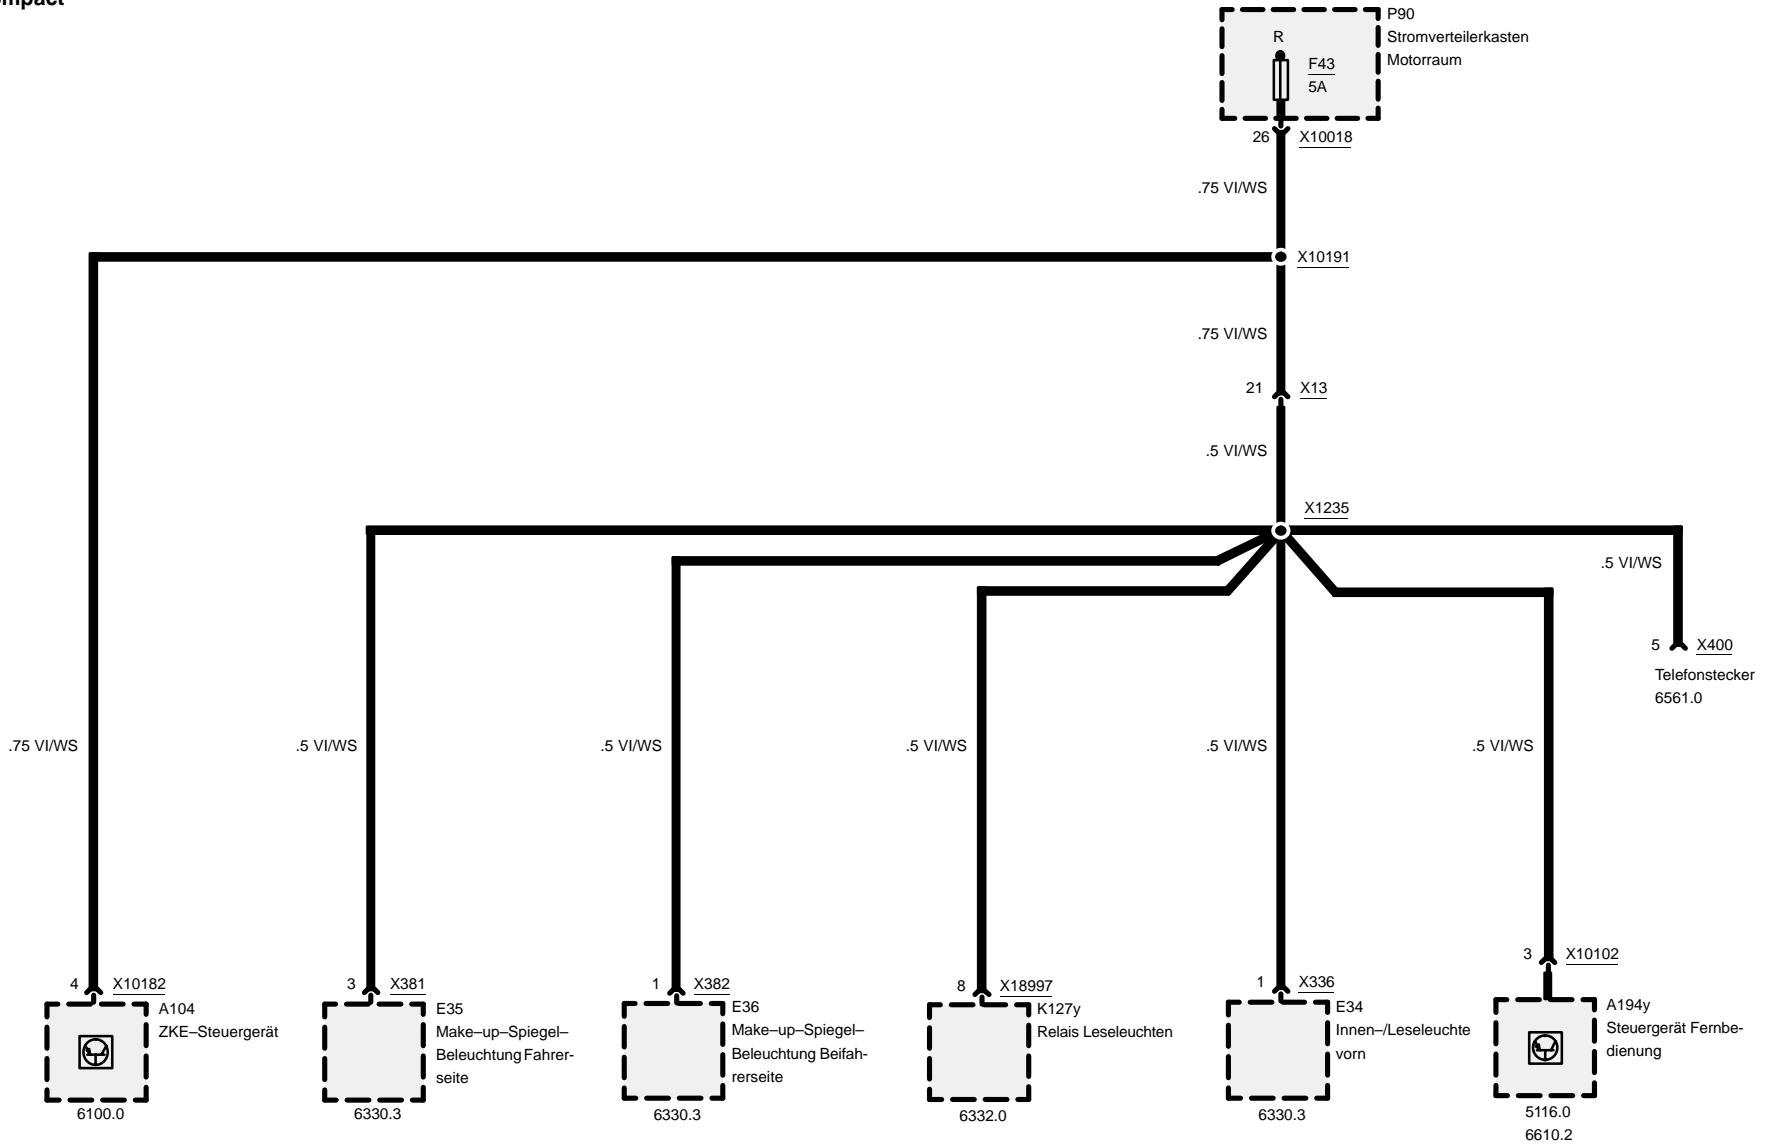 P90
Stromverteilerkasten
Motorraum
R
F43
5A
26 X10018
.75 VI/WS
X10191
.75 VI/WS
21 X13
.5 VI/WS
X1235
.5 VI/WS
5 X400
Telefonstecker
6561.0
.75 VI/WS
.5 VI/WS
.5 VI/WS
.5 VI/WS
.5 VI/WS
.5 VI/WS
4 X10182
A104
ZKE–Steuergerät
6100.0
3 X381
E35
Make–up–Spiegel–
Beleuchtung Fahrer-
seite
6330.3
1 X382
E36
Make–up–Spiegel–
Beleuchtung Beifah-
rerseite
6330.3
8 X18997
K127y
Relais Leseleuchten
6332.0
1 X336
E34
Innen–/Leseleuchte
vorn
6330.3
3 X10102
A194y
Steuergerät Fernbe-
dienung
5116.0
6610.2